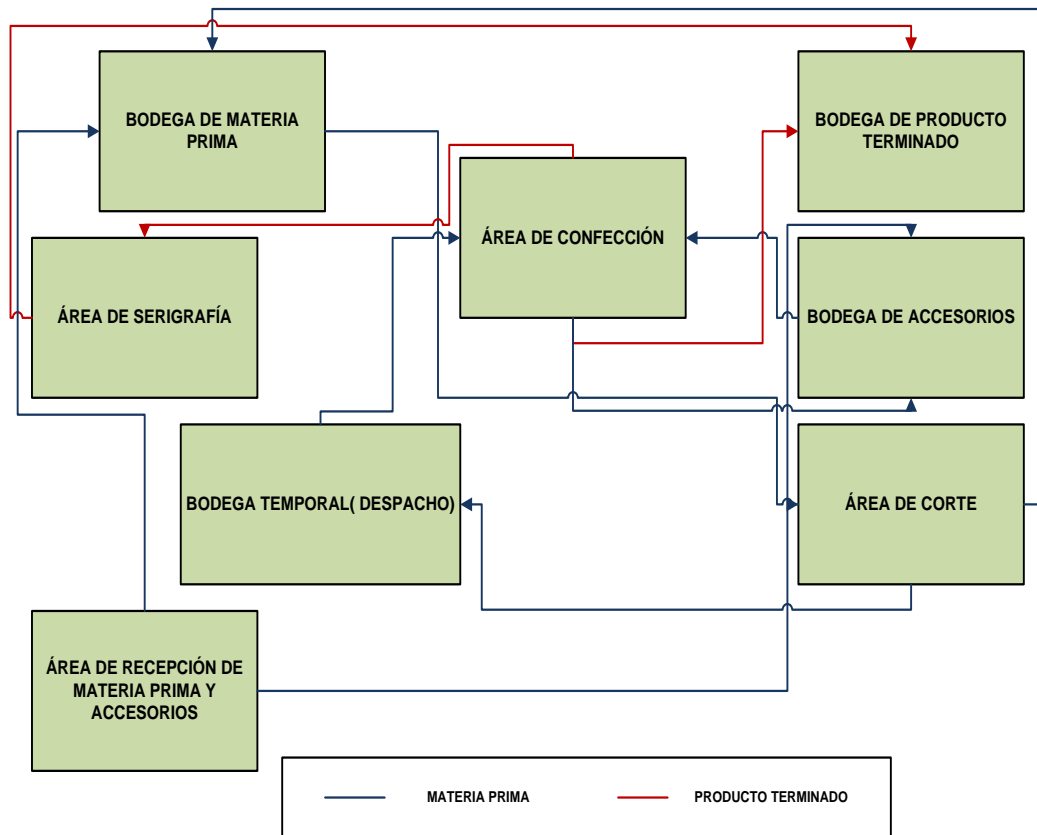 BODEGA DE MATERIA
PRIMA
BODEGA DE PRODUCTO
TERMINADO
ÁREA DE CONFECCIÓN
ÁREA DE SERIGRAFÍA
BODEGA DE ACCESORIOS
BODEGA TEMPORAL( DESPACHO)
ÁREA DE CORTE
ÁREA DE RECEPCIÓN DE
MATERIA PRIMA Y
ACCESORIOS
MATERIA PRIMA
PRODUCTO TERMINADO